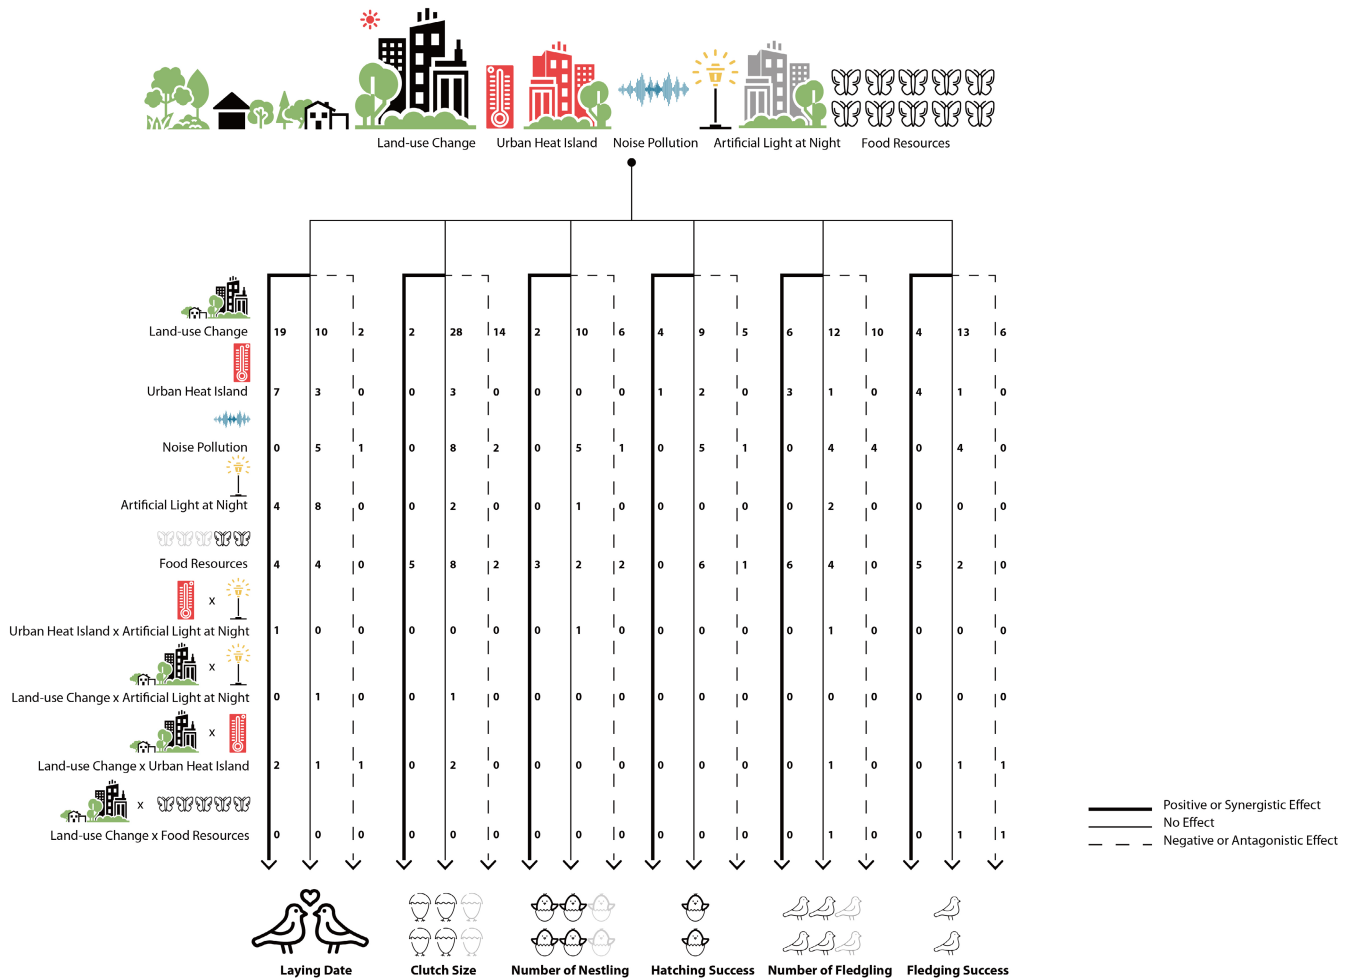 Land-use Change Urban Heat Island Noise Pollution Artificial Light at Night Food Resources
Land-use Change 19 10 2 2 28 14 2 10 6 4 9 5 6 12 10 4 13 6
Urban Heat Island 7 3 0 0 3 0 0 0 0 1 2 0 3 1 0 4 1 0
Noise Pollution 0 5 1 0 8 2 0 5 1 0 5 1 0 4 4 0 4 0
Artificial Light at Night 4 8 0 0 2 0 0 1 0 0 0 0 0 2 0 0 0 0
Food Resources 4 4 0 5 8 2 3 2 2 0 6 1 6 4 0 5 2 0
x
Urban Heat Island x Artificial Light at Night 1 0 0 0 0 0 0 1 0 0 0 0 0 1 0 0 0 0
x
Land-use Change x Artificial Light at Night 0 1 0 0 1 0 0 0 0 0 0 0 0 0 0 0 0 0
x
Land-use Change x Urban Heat Island 2 1 1 0 2 0 0 0 0 0 0 0 0 1 0 0 1 1
x
Land-use Change x Food Resources 0 0 0 0 0 0 0 0 0 0 0 0 0 1 0 0 1 1
Positive or Synergistic Effect
No Effect
Negative or Antagonistic Effect
Laying Date Clutch Size Number of Nestling Hatching Success Number of Fledgling Fledging Success